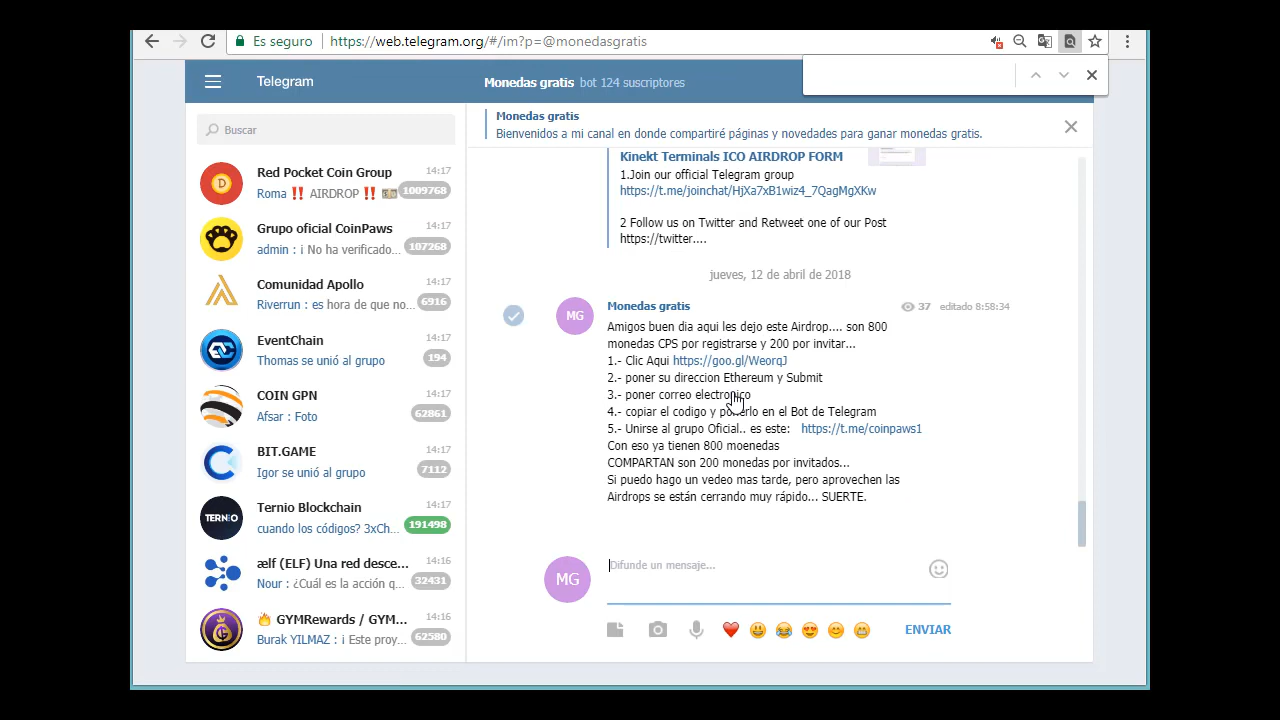 Es seguro https://web.telegram.org/#/im?p=@monedasgratis
Telegram
Monedas gratis bot 124 suscriptores
Buscar
Red Pocket Coin Group 14:17
Roma ‼️ AIRDROP ‼️ 1009768
Grupo oficial CoinPaws 14:17
admin : ¡ No ha verificado... 107268
Comunidad Apollo 14:17
Riverrun : es hora de que no... 6916
EventChain 14:17
Thomas se unió al grupo 194
COIN GPN 14:17
Afsar : Foto 62861
BIT.GAME 14:17
Igor se unió al grupo 7112
TERNIO
Ternio Blockchain 14:17
cuando los códigos? 3xCh... 191498
ælf (ELF) Una red desce... 14:16
Nour : ¿Cuál es la acción q... 32431
🔥 GYMRewards / GYM... 14:16
Burak YILMAZ : ¡ Este proy... 62580
Monedas gratis
Bienvenidos a mi canal en donde compartiré páginas y novedades para ganar monedas gratis.
Kinekt Terminals ICO AIRDROP FORM
1.Join our official Telegram group
https://t.me/joinchat/HjXa7xB1wiz4_7QagMgXKw
2 Follow us on Twitter and Retweet one of our Post
https://twitter....
jueves, 12 de abril de 2018
MG
Monedas gratis 37 editado 8:58:34
Amigos buen dia aqui les dejo este Airdrop.... son 800
monedas CPS por registrarse y 200 por invitar...
1.- Clic Aqui https://goo.gl/WeorqJ
2.- poner su direccion Ethereum y Submit
3.- poner correo electronico
4.- copiar el codigo y ponerlo en el Bot de Telegram
5.- Unirse al grupo Oficial.. es este: https://t.me/coinpaws1
Con eso ya tienen 800 moenedas
COMPARTAN son 200 monedas por invitados...
Si puedo hago un vedeo mas tarde, pero aprovechen las
Airdrops se están cerrando muy rápido... SUERTE.
MG
Difunde un mensaje...
ENVIAR